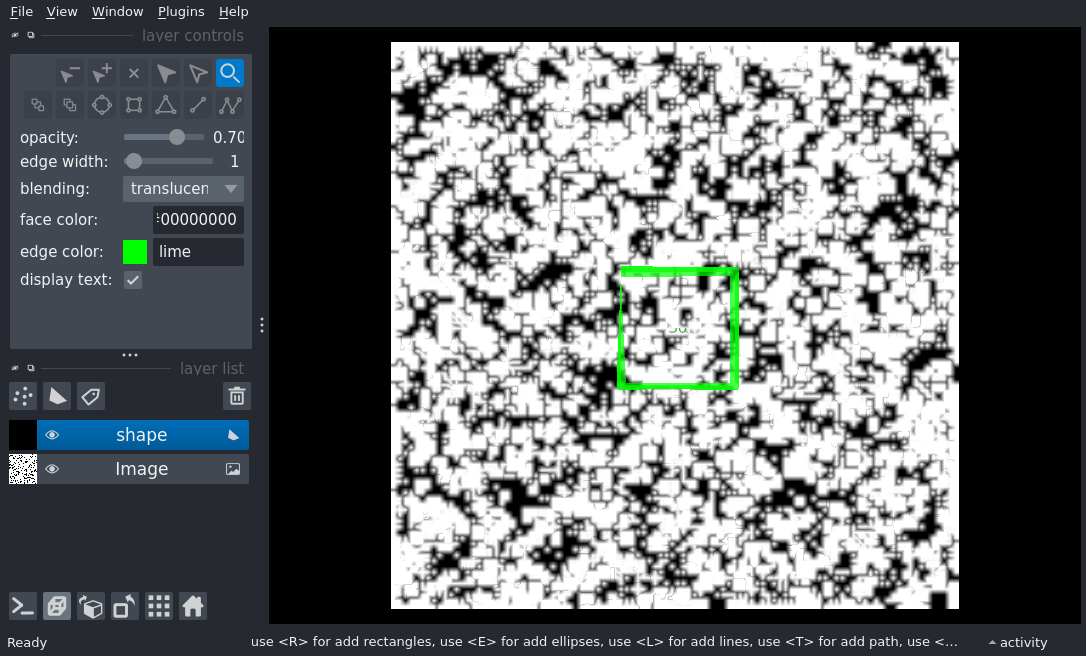 File View Window Plugins Help
layer controls
opacity: 0.70
edge width: 1
blending: translucen
face color: 00000000
edge color: lime
display text:
layer list
shape
Image
Ready
use <R> for add rectangles, use <E> for add ellipses, use <L> for add lines, use <T> for add path, use <...
activity